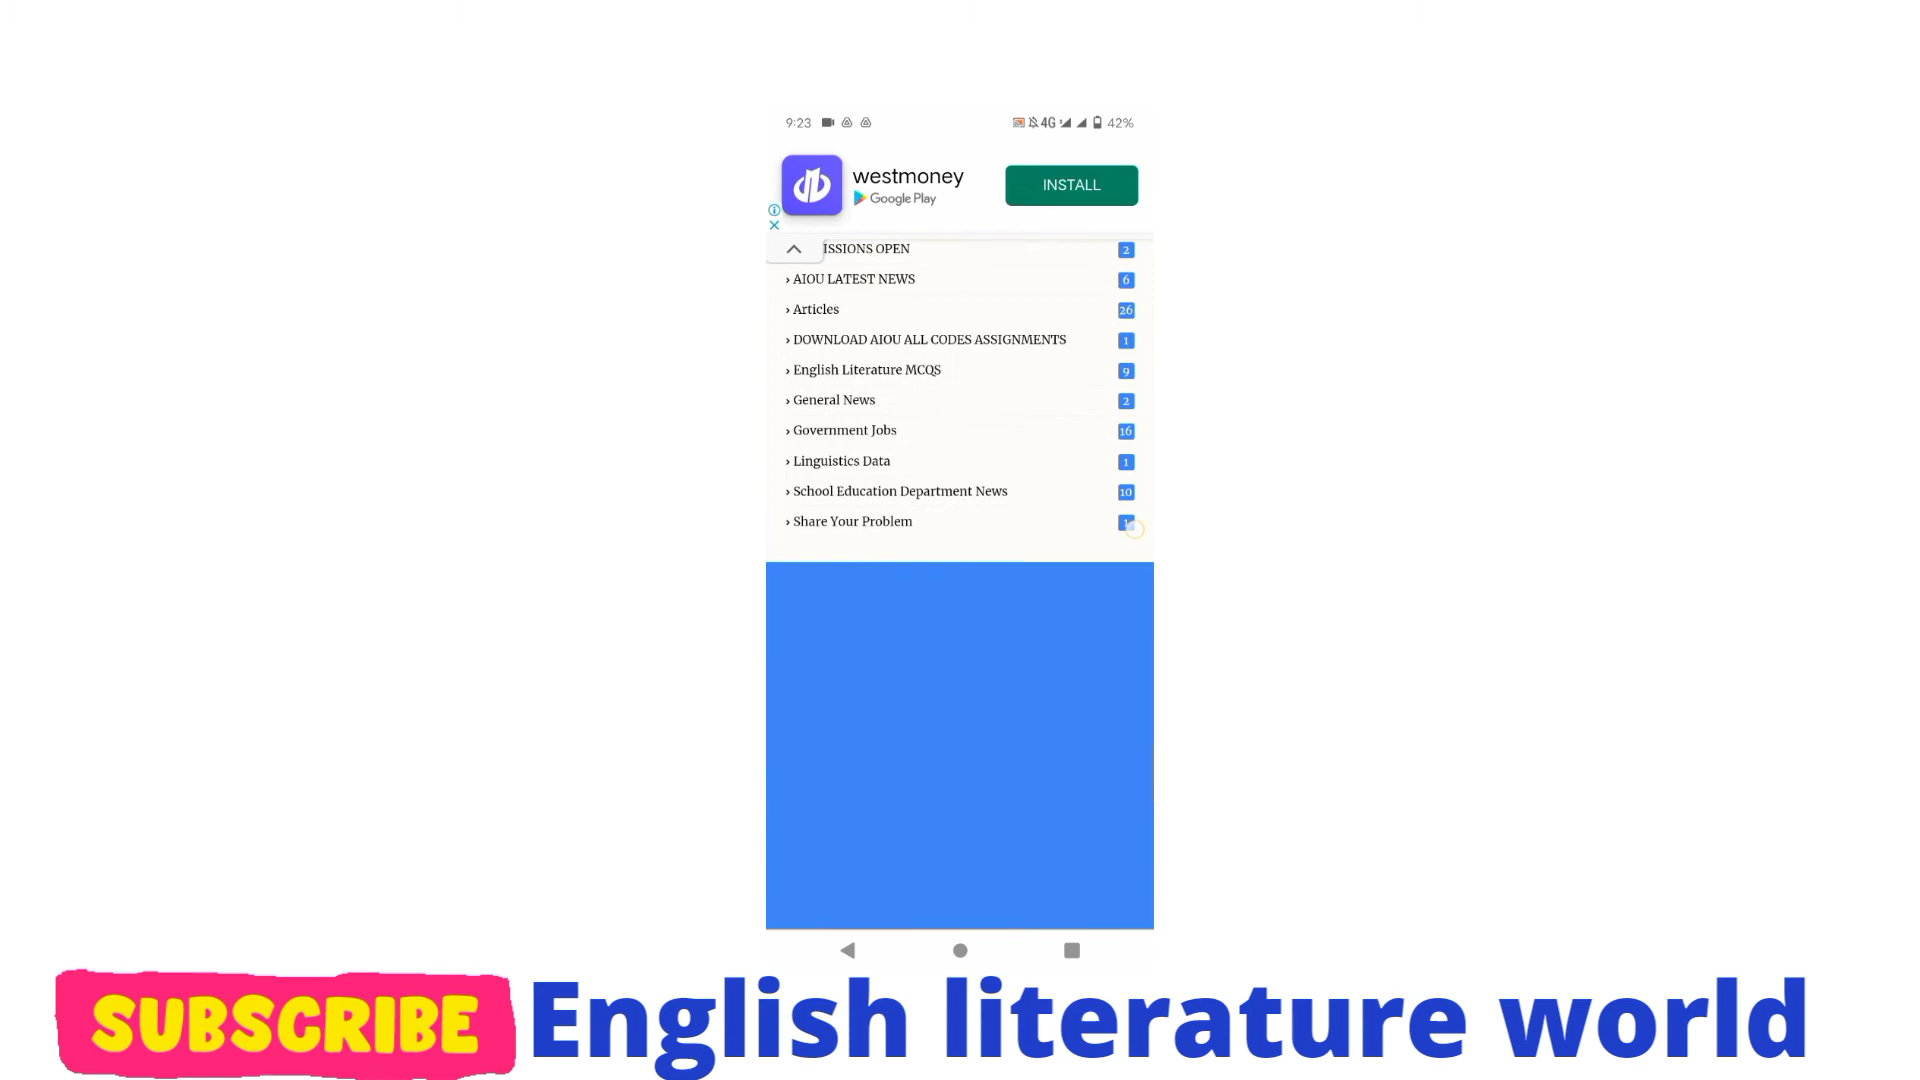 9:23 4G 42%
westmoney
Google Play
INSTALL
ISSIONS OPEN 2
› AIOU LATEST NEWS 6
› Articles 26
› DOWNLOAD AIOU ALL CODES ASSIGNMENTS 1
› English Literature MCQS 9
› General News 2
› Government Jobs 16
› Linguistics Data 1
› School Education Department News 10
› Share Your Problem 1
SUBSCRIBE English literature world